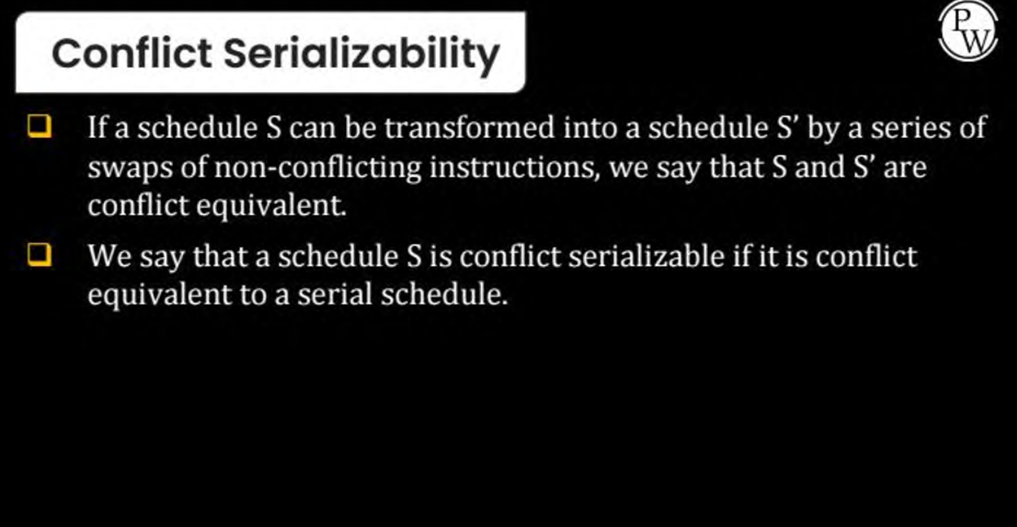 Conflict Serializability
PW
❑ If a schedule S can be transformed into a schedule S’ by a series of
swaps of non-conflicting instructions, we say that S and S’ are
conflict equivalent.
❑ We say that a schedule S is conflict serializable if it is conflict
equivalent to a serial schedule.